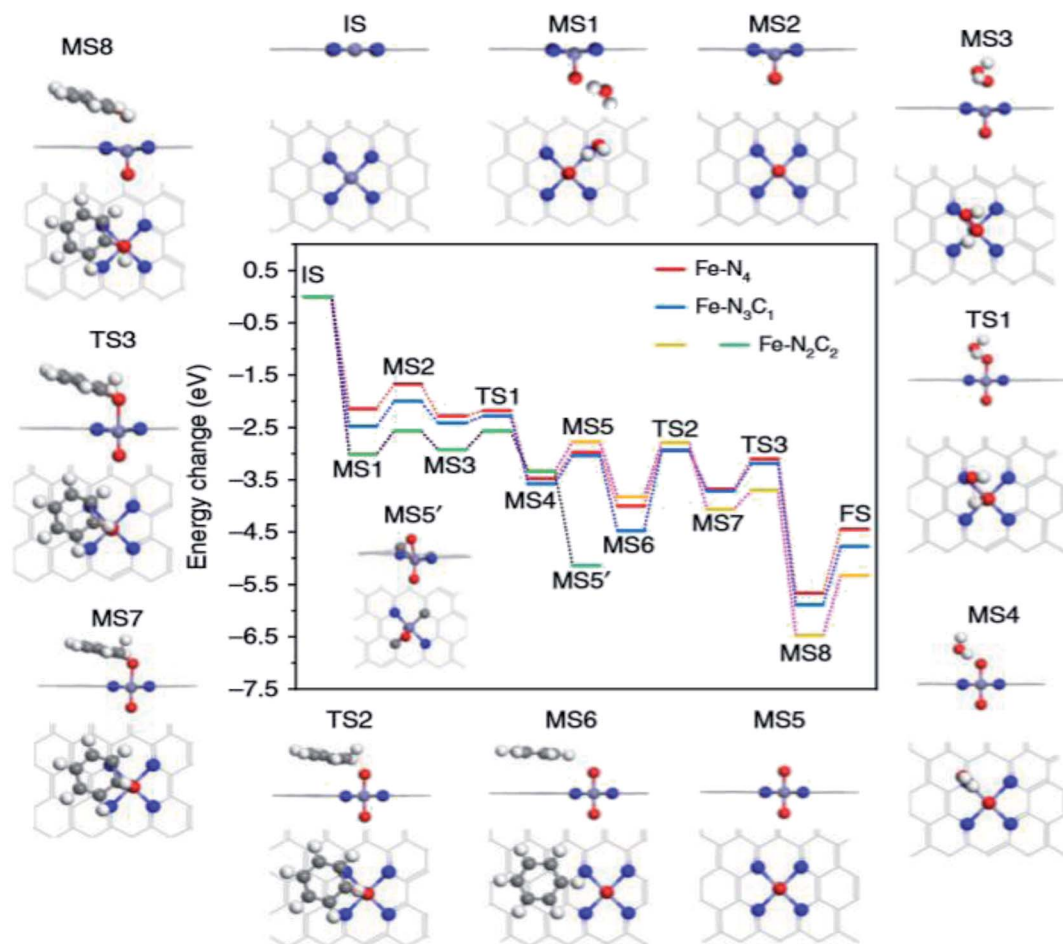 IS
MS1
MS2
MS8
MS3
0.5
IS
–0.5
–1.5
–2.5
–3.5
–4.5
–5.5
–6.5
–7.5
Energy change (eV)
Fe-N₄
Fe-N₃C₁
Fe-N₂C₂
MS2
TS1
MS1
MS3
MS5
TS2
TS3
MS4
MS6
MS7
FS
MS5′
MS5′
MS8
TS3
TS1
MS7
MS4
TS2
MS6
MS5